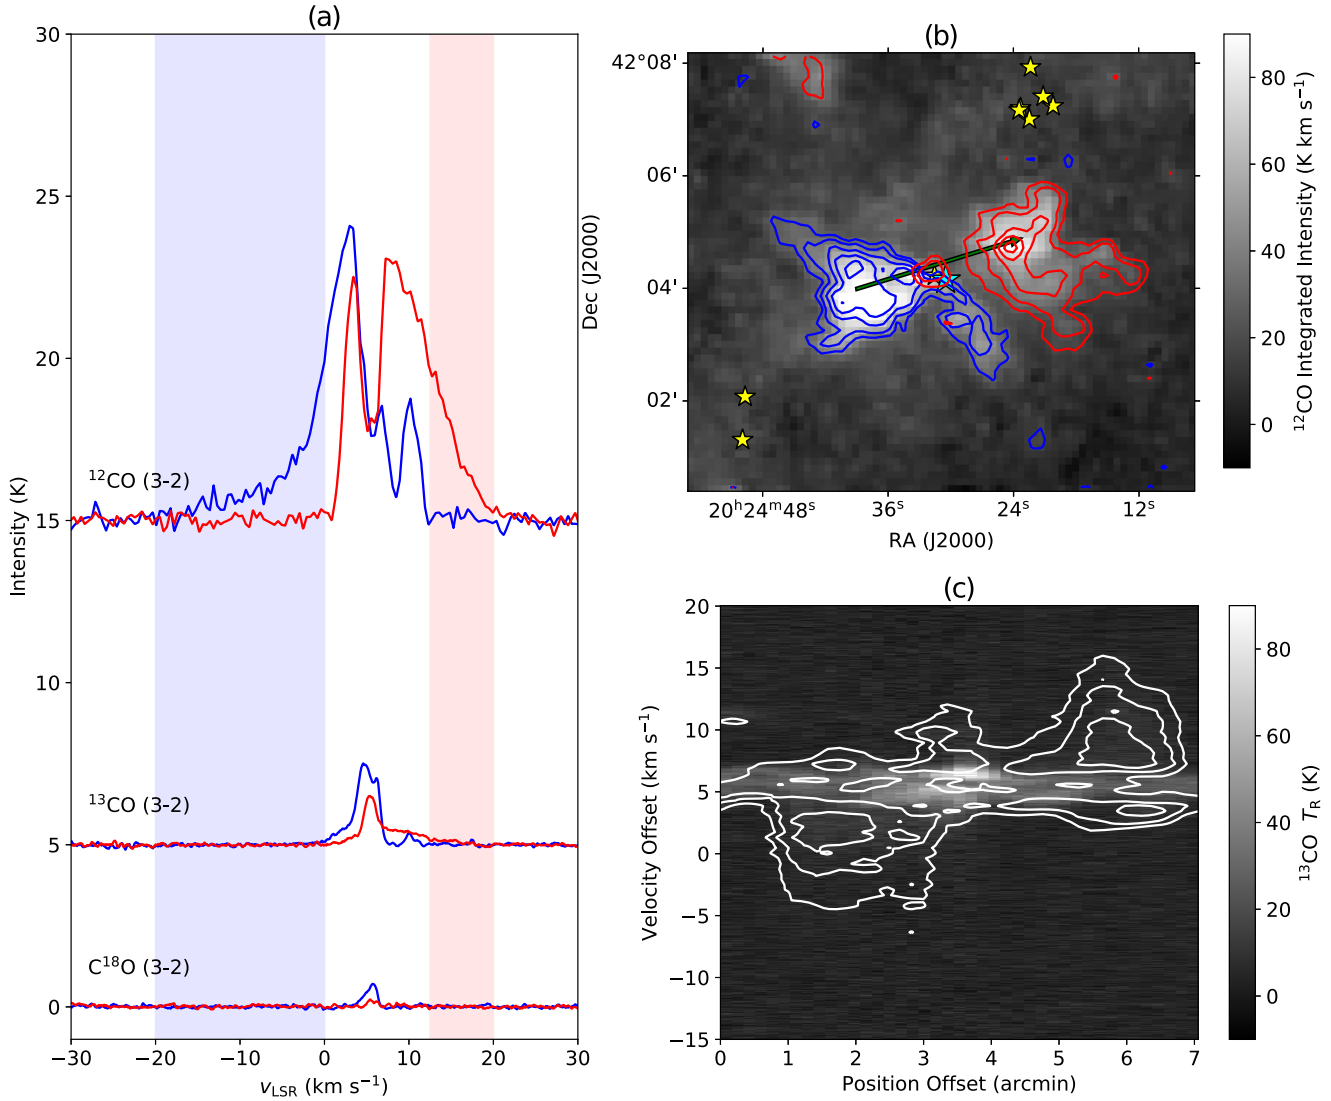 (a)
30
25
20
15
10
5
0
Intensity (K)
¹²CO (3-2)
¹³CO (3-2)
C¹⁸O (3-2)
−30 −20 −10 0 10 20 30
v_LSR (km s⁻¹)
(b)
42°08'
06'
04'
02'
Dec (J2000)
20ʰ24ᵐ48ˢ 36ˢ 24ˢ 12ˢ
RA (J2000)
80
60
40
20
0
¹²CO Integrated Intensity (K km s⁻¹)
(c)
20
15
10
5
0
−5
−10
−15
Velocity Offset (km s⁻¹)
0 1 2 3 4 5 6 7
Position Offset (arcmin)
80
60
40
20
0
¹³CO T_R (K)